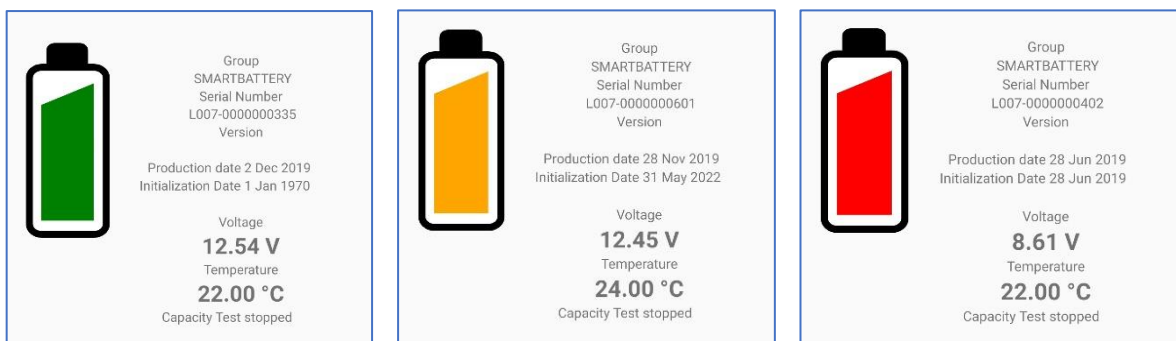 Group
SMARTBATTERY
Serial Number
L007-0000000335
Version
Production date 2 Dec 2019
Initialization Date 1 Jan 1970
Voltage
12.54 V
Temperature
22.00 °C
Capacity Test stopped
Group
SMARTBATTERY
Serial Number
L007-0000000601
Version
Production date 28 Nov 2019
Initialization Date 31 May 2022
Voltage
12.45 V
Temperature
24.00 °C
Capacity Test stopped
Group
SMARTBATTERY
Serial Number
L007-0000000402
Version
Production date 28 Jun 2019
Initialization Date 28 Jun 2019
Voltage
8.61 V
Temperature
22.00 °C
Capacity Test stopped